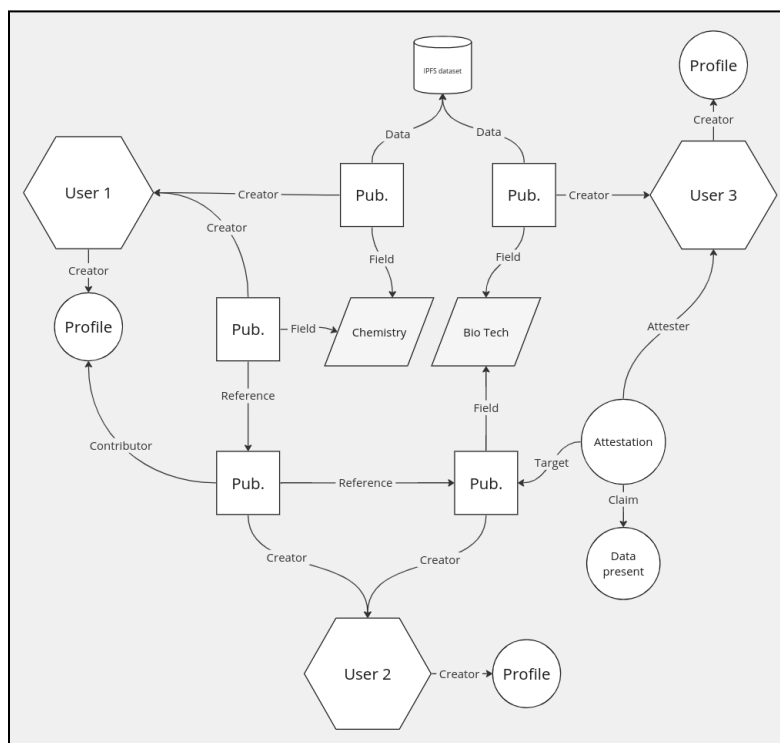 IPFS dataset
Profile
Creator
Data
Data
User 1
Creator
Pub.
Pub.
Creator
User 3
Creator
Field
Field
Creator
Profile
Pub.
Field
Chemistry
Bio Tech
Attester
Reference
Field
Contributor
Attestation
Pub.
Reference
Pub.
Target
Claim
Creator
Creator
Data
present
User 2
Creator
Profile